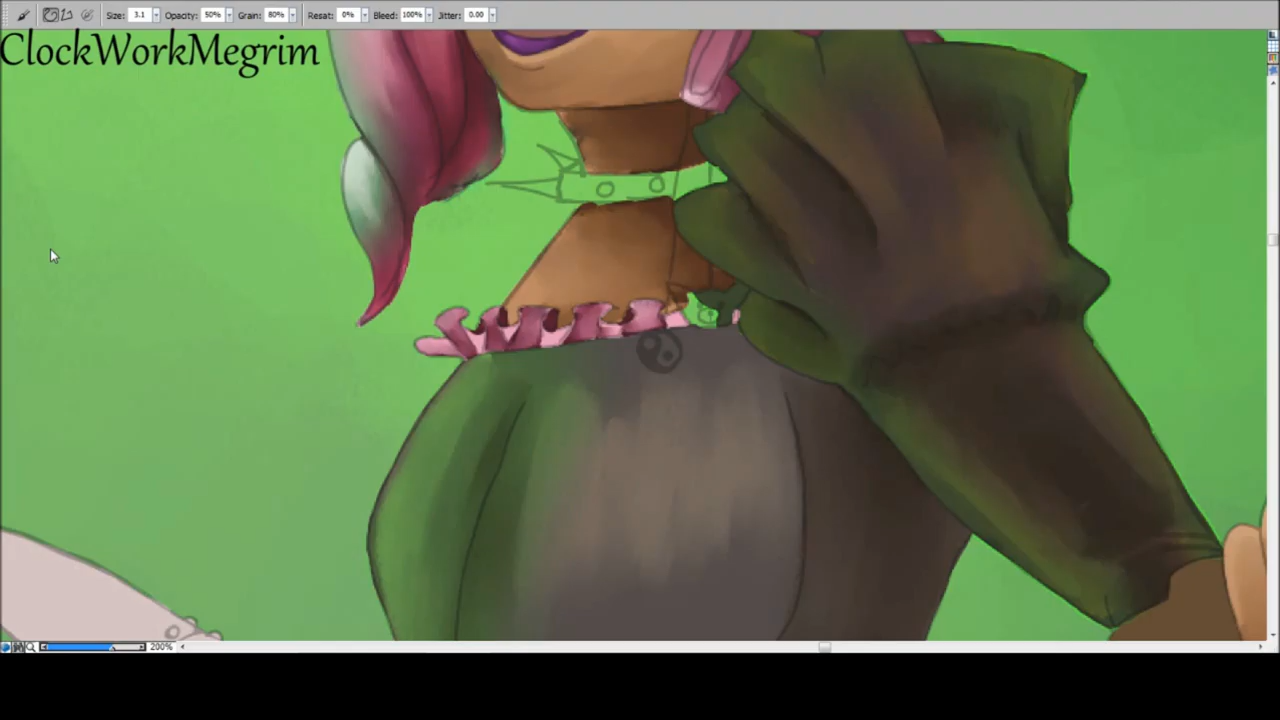 Size: 3.1 Opacity: 50% Grain: 80% Resat: 0% Bleed: 100% Jitter: 0.00
ClockWorkMegrim
200%